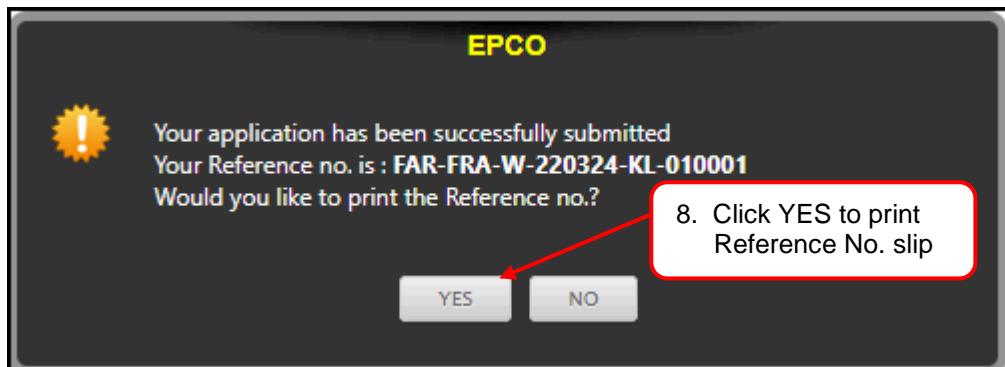 EPCO
Your application has been successfully submitted
Your Reference no. is : FAR-FRA-W-220324-KL-010001
Would you like to print the Reference no.?
8. Click YES to print
Reference No. slip
YES
NO